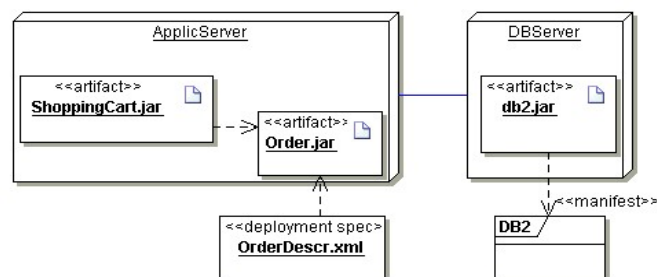 ApplicServer
DBServer
<<artifact>>
ShoppingCart.jar
<<artifact>>
Order.jar
<<artifact>>
db2.jar
<<deployment spec>
OrderDescr.xml
<<manifest>>
DB2